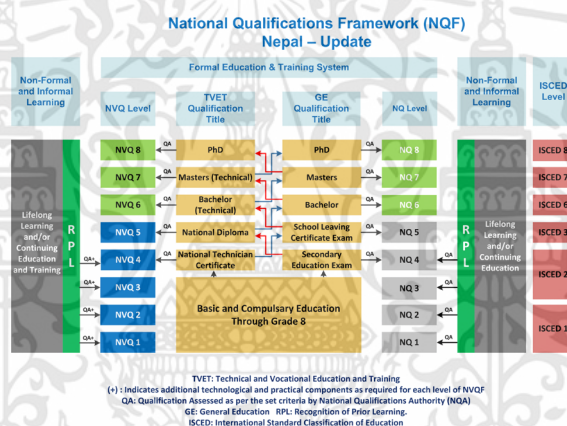 National Qualifications Framework (NQF)
Nepal – Update
Non-Formal
and Informal
Learning
Formal Education & Training System
NVQ Level
TVET
Qualification
Title
GE
Qualification
Title
NQ Level
Non-Formal
and Informal
Learning
ISCED
Level
NVQ 8
QA
PhD
PhD
QA
NQ 8
ISCED 8
NVQ 7
QA
Masters (Technical)
Masters
QA
NQ 7
ISCED 7
NVQ 6
QA
Bachelor
(Technical)
Bachelor
QA
NQ 6
ISCED 6
Lifelong
Learning
and/or
Continuing
Education
and Training
RPL
NVQ 5
QA
National Diploma
School Leaving
Certificate Exam
QA
NQ 5
RPL
Lifelong
Learning
and/or
Continuing
Education
ISCED 3
QA+
NVQ 4
QA
National Technician
Certificate
Secondary
Education Exam
QA
NQ 4
QA
ISCED 2
QA+
NVQ 3
NQ 3
QA
Basic and Compulsary Education
Through Grade 8
QA+
NVQ 2
NQ 2
QA
ISCED 1
QA+
NVQ 1
NQ 1
QA
TVET: Technical and Vocational Education and Training
(+) : Indicates additional technological and practical components as required for each level of NVQF
QA: Qualification Assessed as per the set criteria by National Qualifications Authority (NQA)
GE: General Education RPL: Recognition of Prior Learning.
ISCED: International Standard Classification of Education